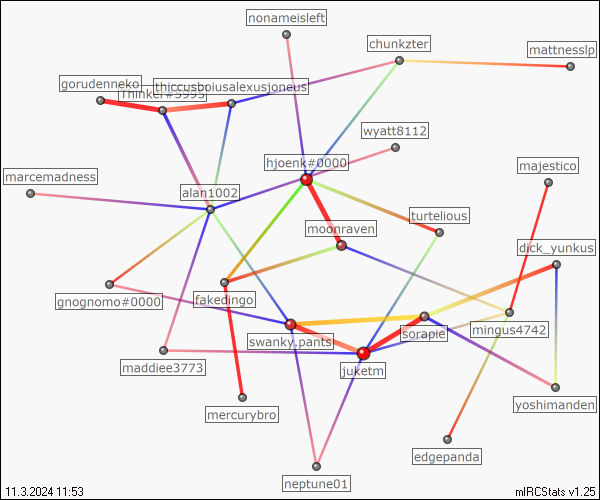 nonameisleft
chunkzter
mattnesslp
gorudenneko
Thinker#5995
thiccusboiusalexusjoneus
wyatt8112
hjoenk#0000
majestico
marcemadness
alan1002
turtelious
moonraven
dick_yunkus
gnognomo#0000
fakedingo
swanky.pants
sorapie
mingus4742
maddiee3773
juketm
yoshimanden
mercurybro
edgepanda
neptune01
11.3.2024 11:53
mIRCStats v1.25